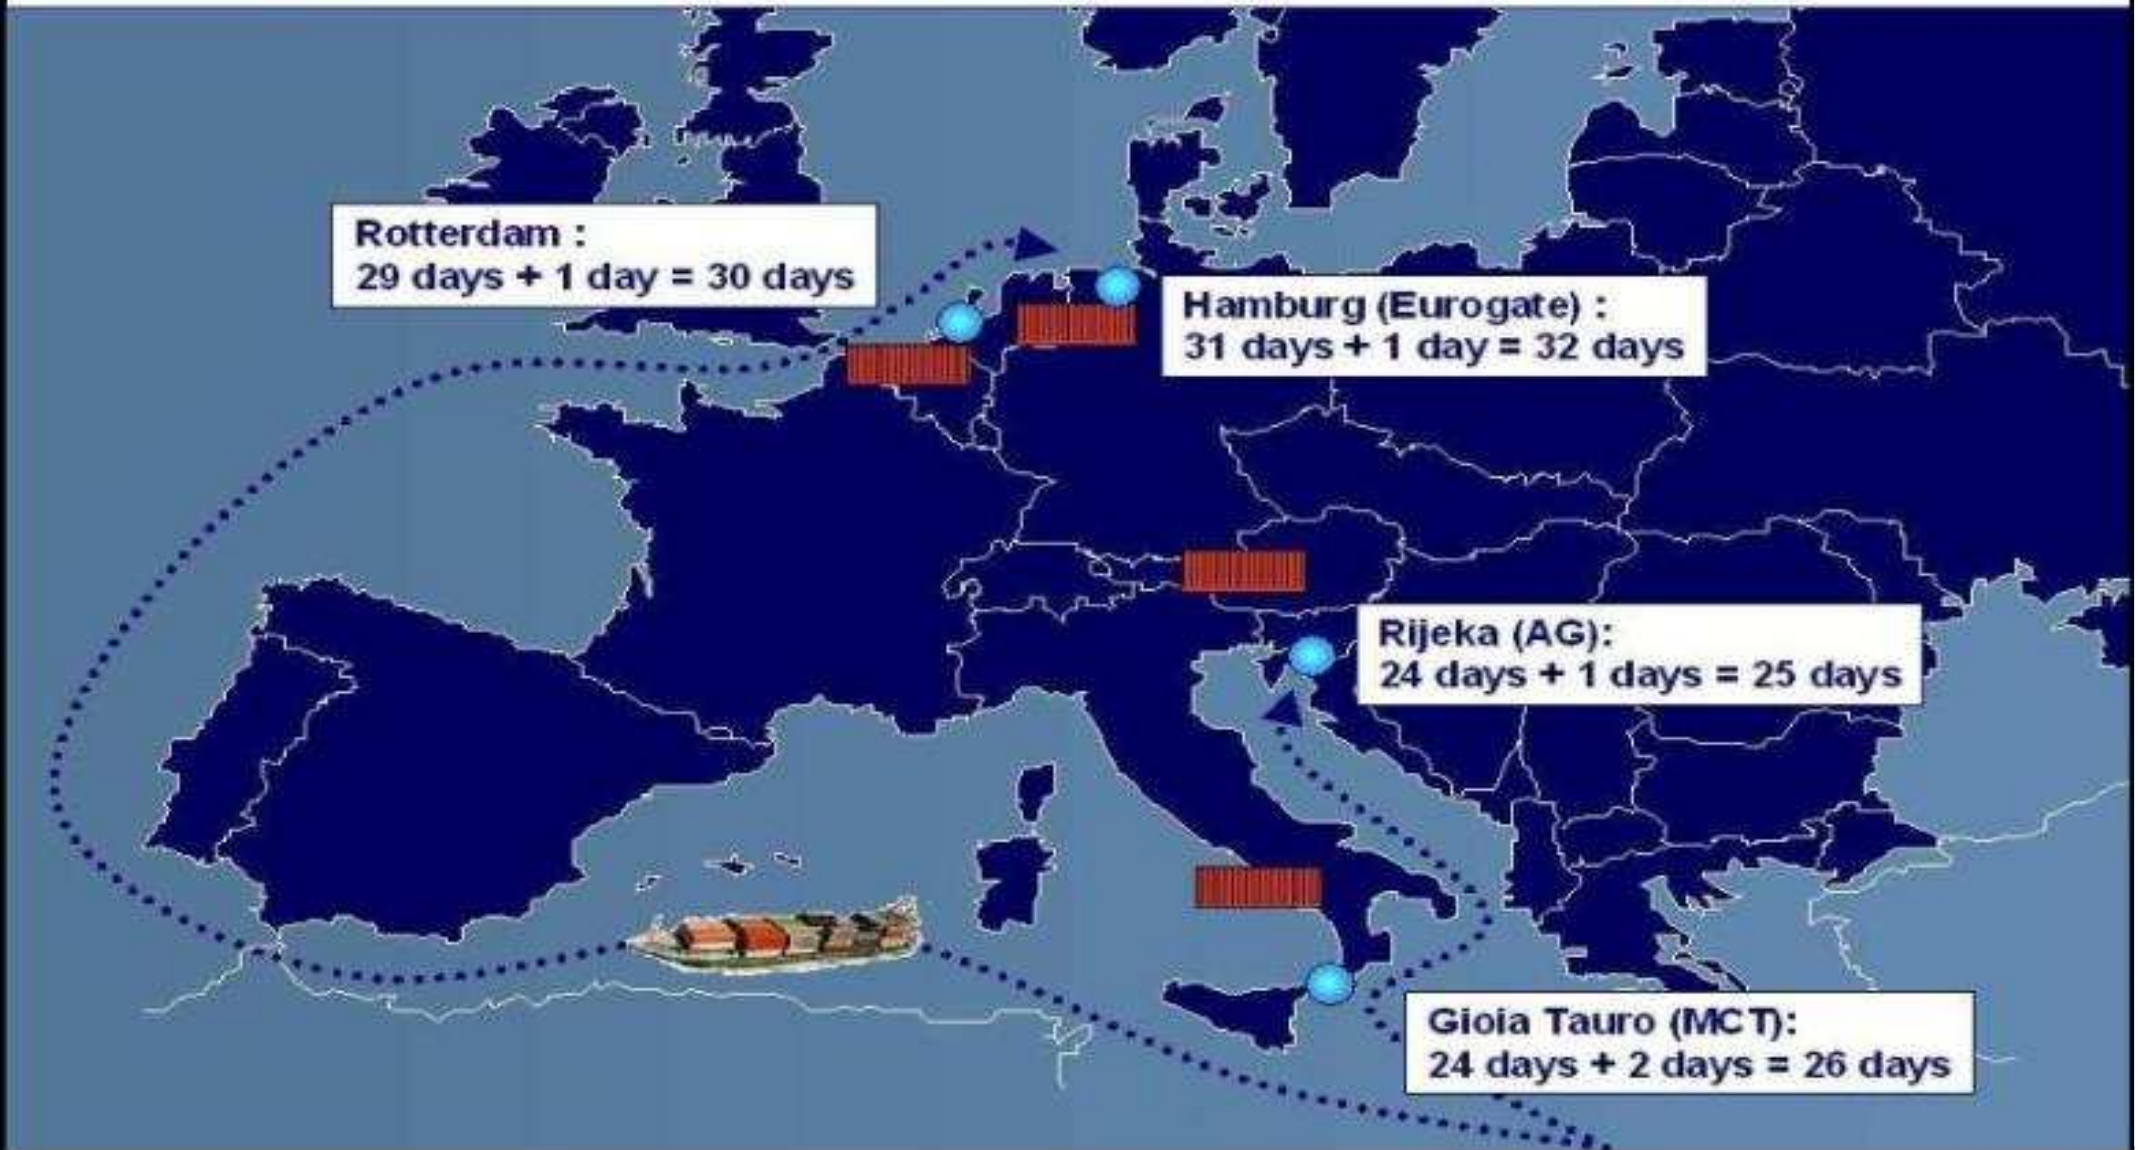 Rotterdam :
29 days + 1 day = 30 days
Hamburg (Eurogate) :
31 days + 1 day = 32 days
Rijeka (AG):
24 days + 1 days = 25 days
Gioia Tauro (MCT):
24 days + 2 days = 26 days